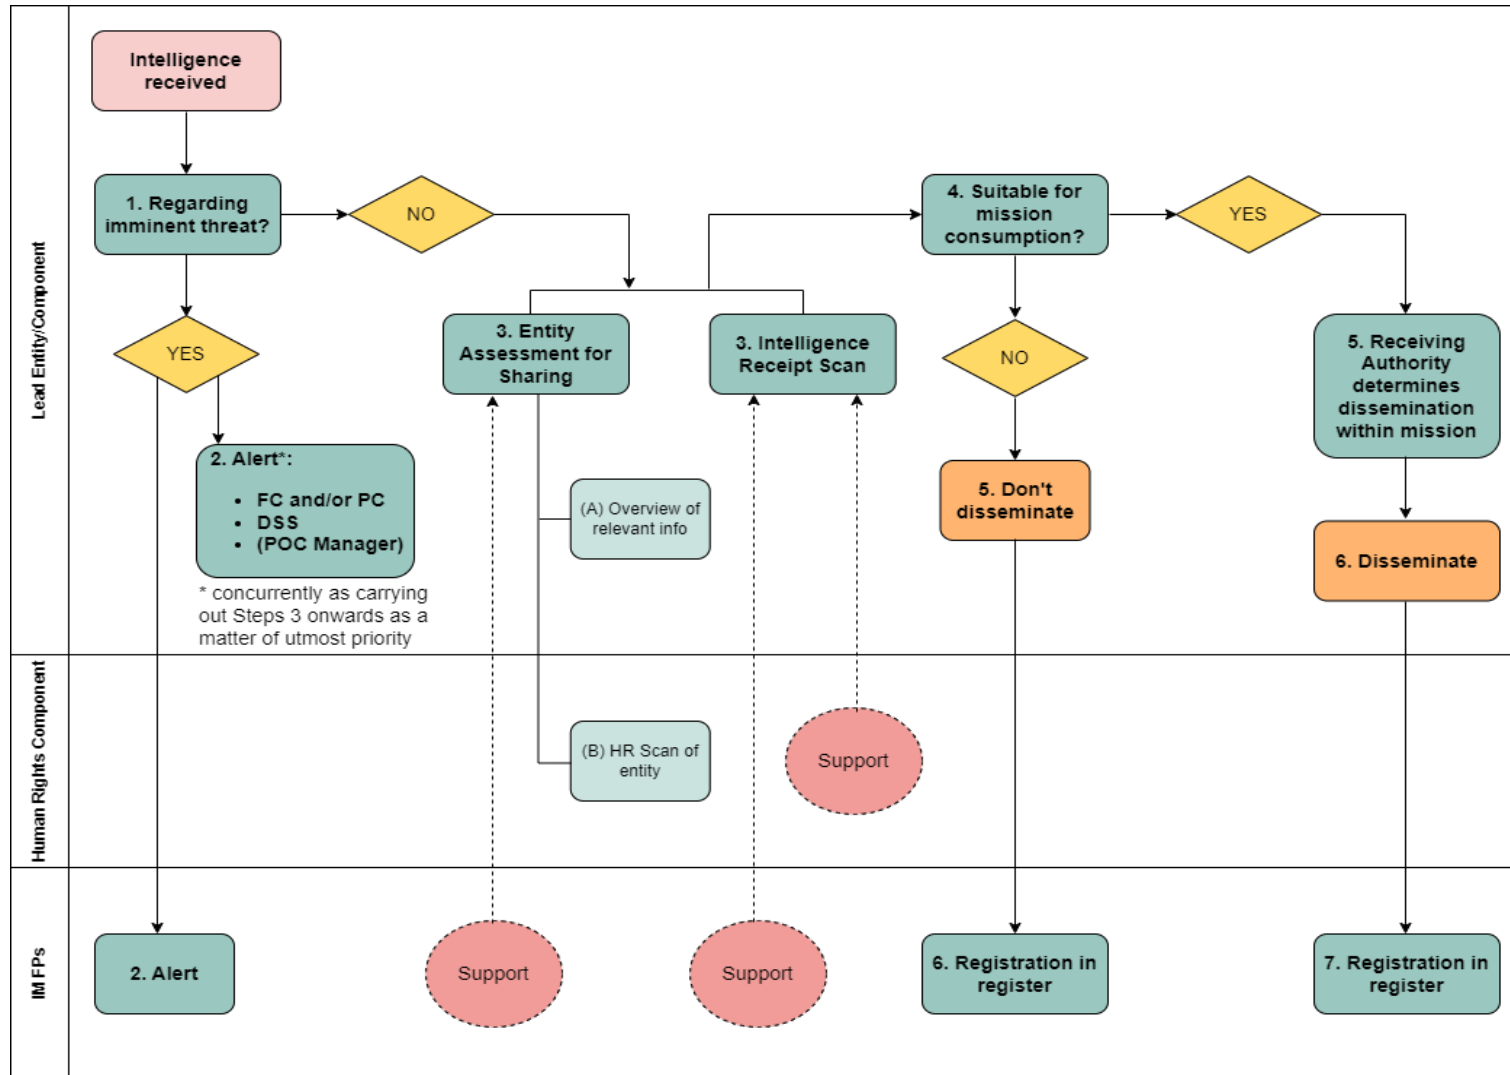 Lead Entity/Component
Intelligence
received
1. Regarding
imminent threat?
NO
YES
2. Alert*:
• FC and/or PC
• DSS
• (POC Manager)
* concurrently as carrying
out Steps 3 onwards as a
matter of utmost priority
3. Entity
Assessment for
Sharing
3. Intelligence
Receipt Scan
(A) Overview of
relevant info
4. Suitable for
mission
consumption?
YES
NO
5. Don't
disseminate
5. Receiving
Authority
determines
dissemination
within mission
6. Disseminate
Human Rights Component
(B) HR Scan of
entity
Support
IM FPs
2. Alert
Support
Support
6. Registration in
register
7. Registration in
register